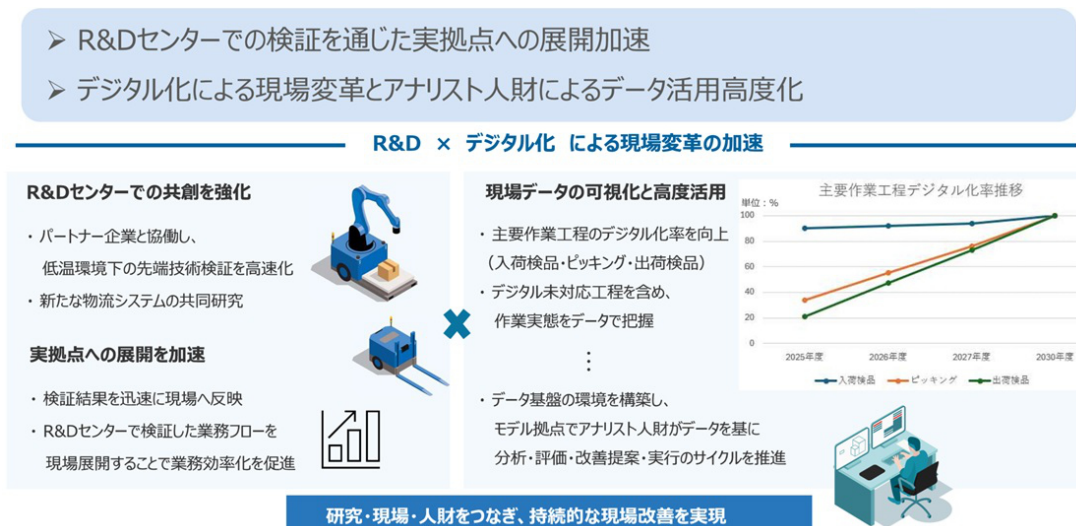 ➢ R&Dセンターでの検証を通じた実拠点への展開加速
➢ デジタル化による現場変革とアナリスト人財によるデータ活用高度化
R&D × デジタル化 による現場変革の加速
R&Dセンターでの共創を強化
・パートナー企業と協働し、
低温環境下の先端技術検証を高速化
・新たな物流システムの共同研究
実拠点への展開を加速
・検証結果を迅速に現場へ反映
・R&Dセンターで検証した業務フローを
現場展開することで業務効率化を促進
現場データの可視化と高度活用
・主要作業工程のデジタル化率を向上
（入荷検品・ピッキング・出荷検品）
・デジタル未対応工程を含め、
作業実態をデータで把握
⋮
・データ基盤の環境を構築し、
モデル拠点でアナリスト人財がデータを基に
分析・評価・改善提案・実行のサイクルを推進
主要作業工程デジタル化率推移
単位：%
100
80
60
40
20
0
2025年度 2026年度 2027年度 2030年度
入荷検品 ピッキング 出荷検品
研究・現場・人財をつなぎ、持続的な現場改善を実現